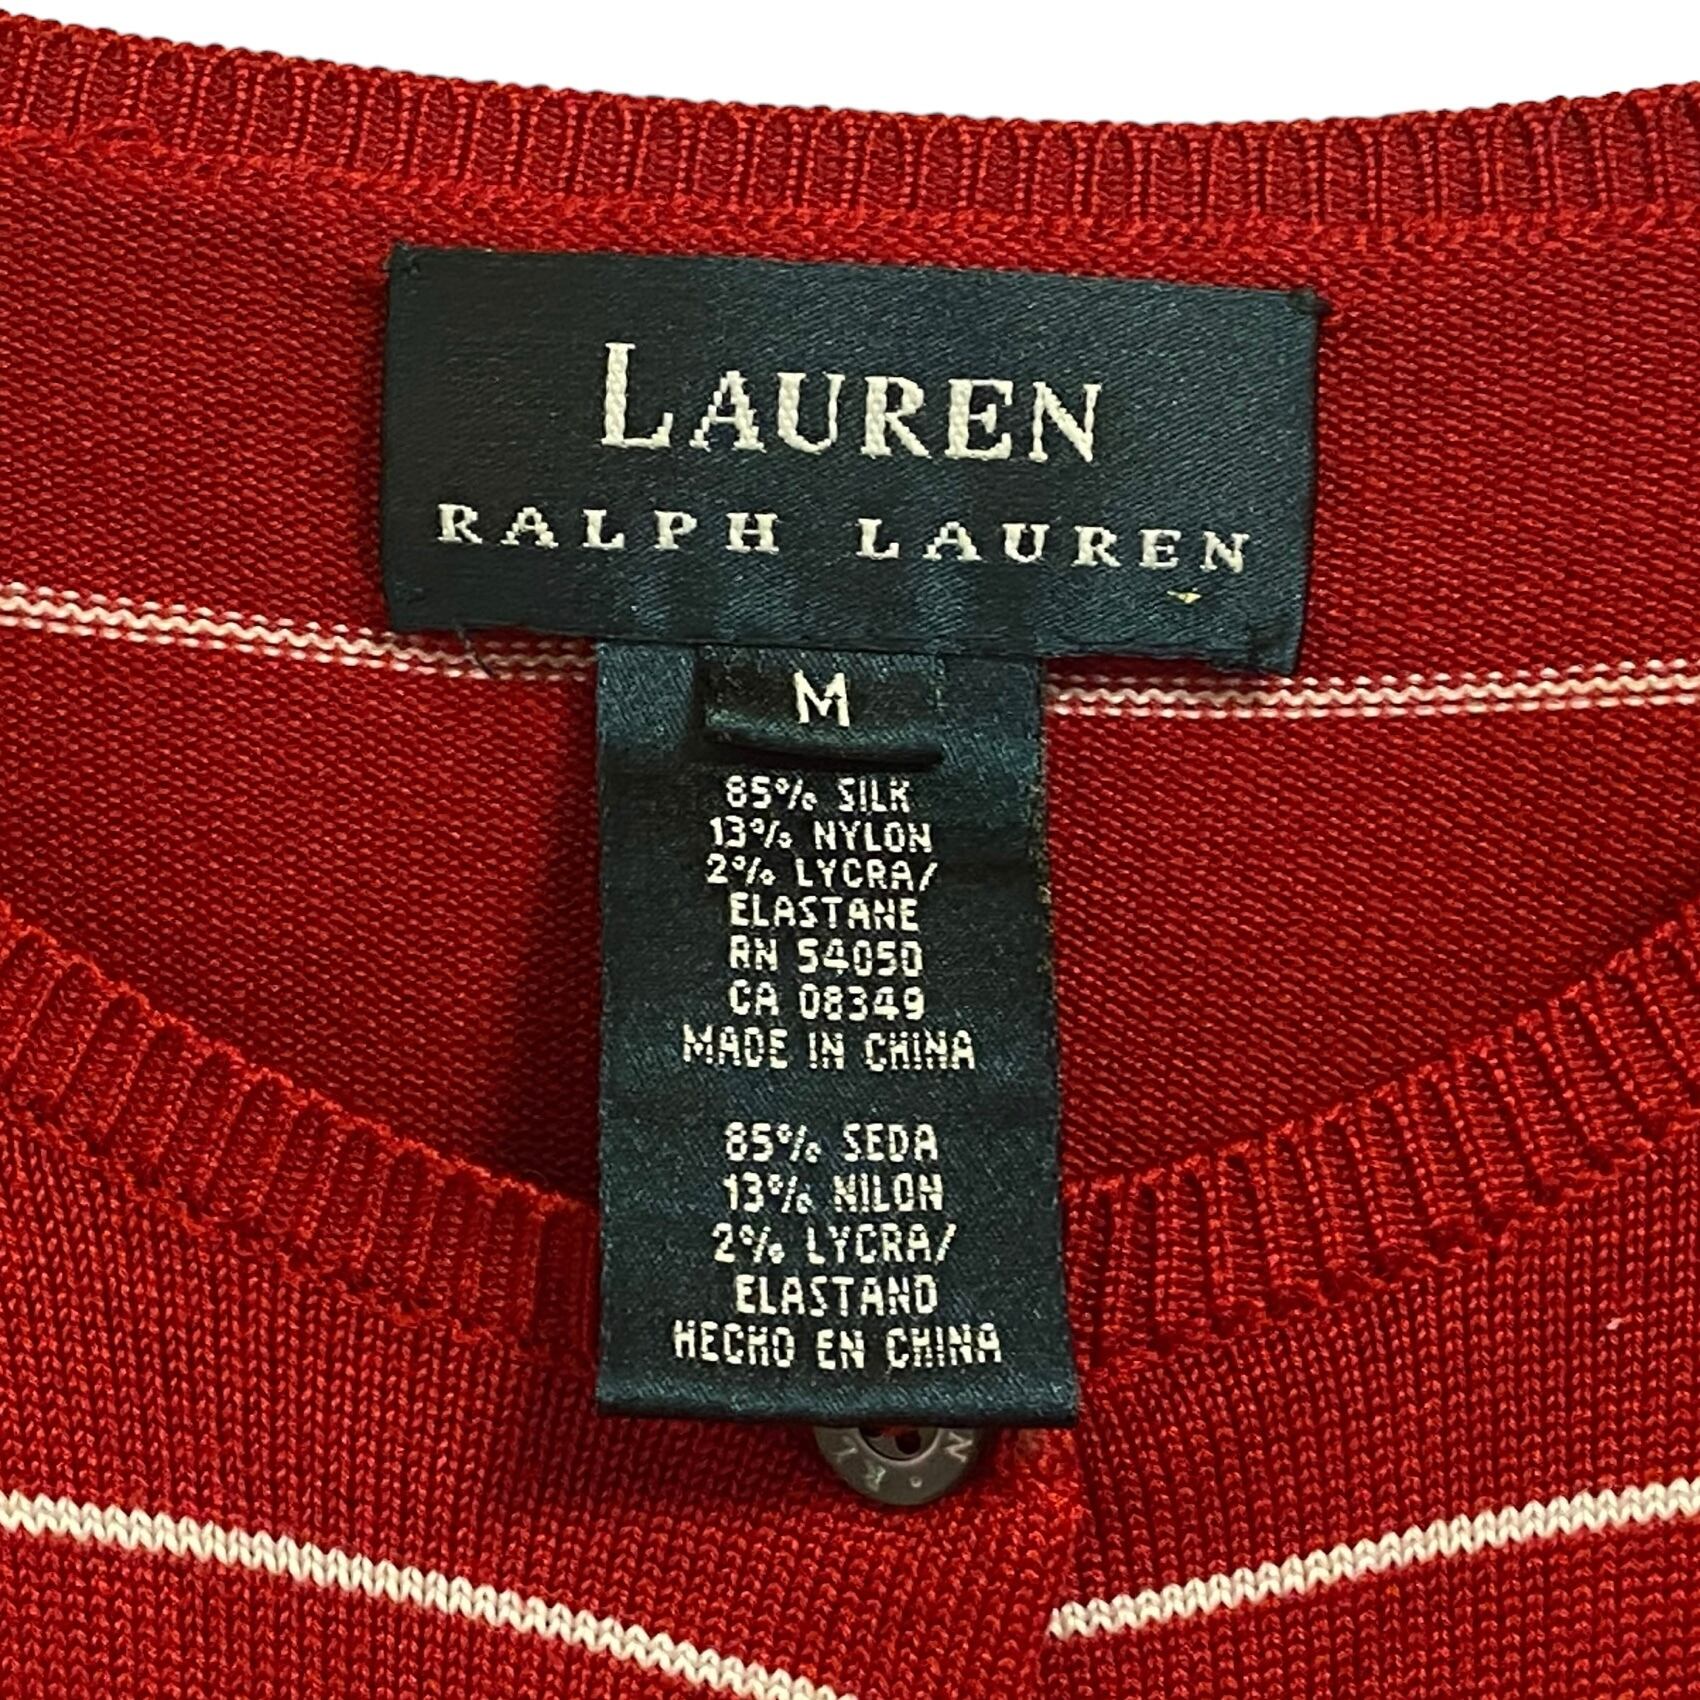 LAUREN
RALPH LAUREN
M
85% SILK
13% NYLON
2% LYCRA/
ELASTANE
RN 54050
CA 08349
MADE IN CHINA
85% SEDA
13% NILON
2% LYCRA/
ELASTANO
HECHO EN CHINA